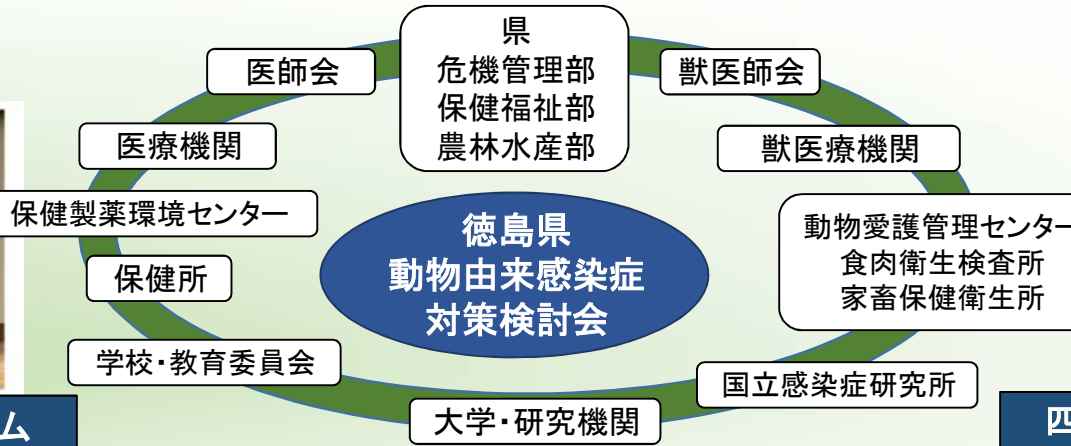 県
危機管理部
保健福祉部
農林水産部
医師会
獣医師会
医療機関
獣医療機関
保健製薬環境センター
動物愛護管理センター
食肉衛生検査所
家畜保健衛生所
徳島県
動物由来感染症
対策検討会
保健所
学校・教育委員会
国立感染症研究所
大学・研究機関
ム
四